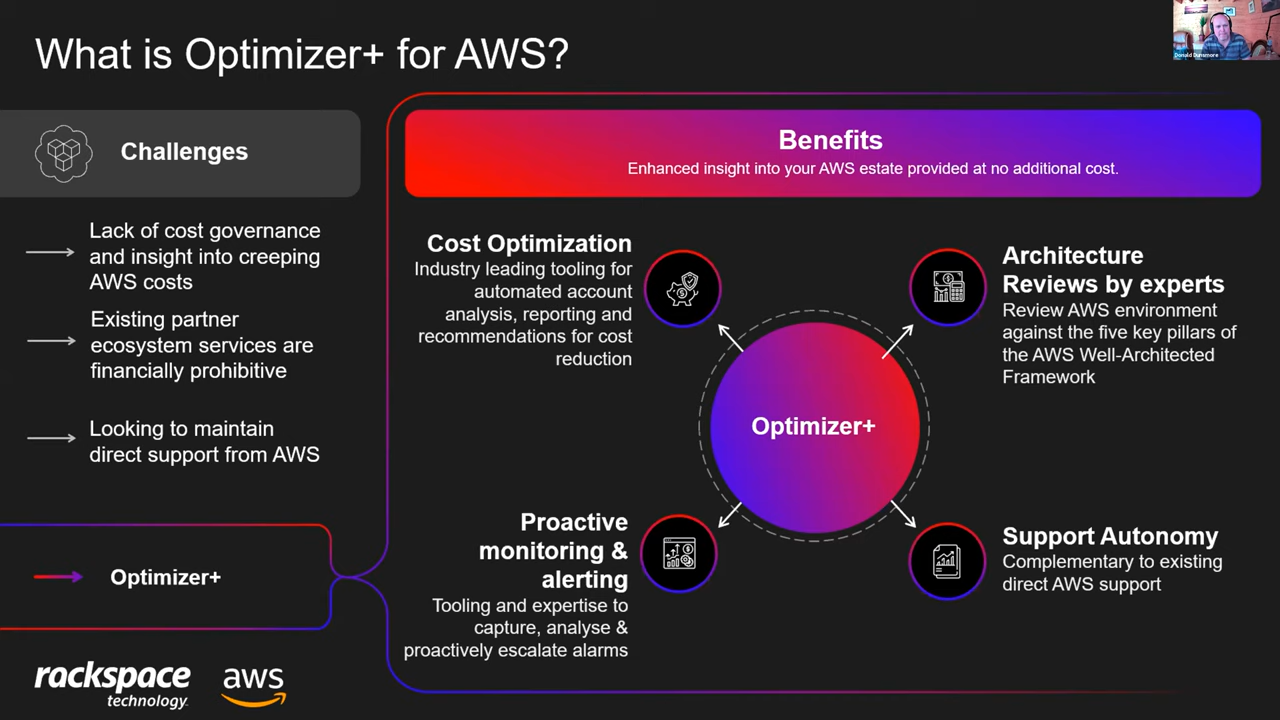 What is Optimizer+ for AWS?
Donald Dunsmore
Challenges
Lack of cost governance
and insight into creeping
AWS costs
Existing partner
ecosystem services are
financially prohibitive
Looking to maintain
direct support from AWS
Optimizer+
rackspace
technology
aws
Benefits
Enhanced insight into your AWS estate provided at no additional cost.
Cost Optimization
Industry leading tooling for
automated account
analysis, reporting and
recommendations for cost
reduction
Architecture
Reviews by experts
Review AWS environment
against the five key pillars of
the AWS Well-Architected
Framework
Optimizer+
Proactive
monitoring &
alerting
Tooling and expertise to
capture, analyse &
proactively escalate alarms
Support Autonomy
Complementary to existing
direct AWS support